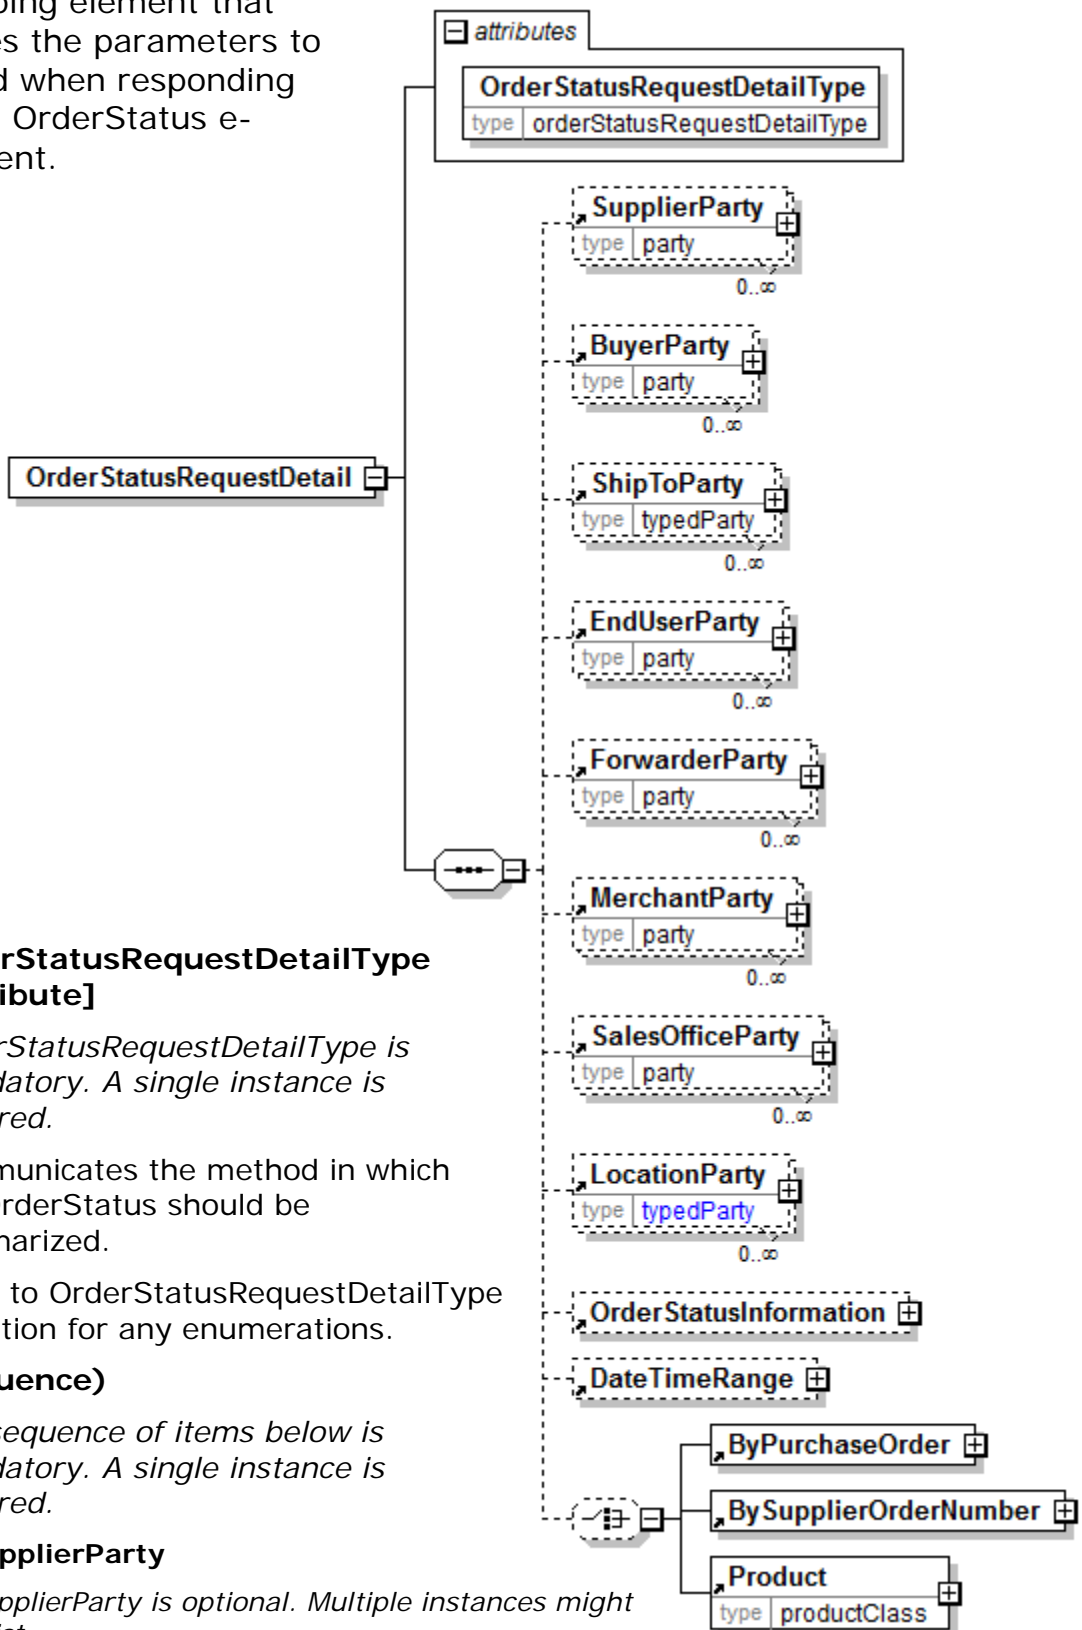 element that
the parameters to
when responding
OrderStatus e-
attributes
OrderStatusRequestDetailType
type orderStatusRequestDetailType
SupplierParty
type party
0..∞
BuyerParty
type party
0..∞
OrderStatusRequestDetail
ShipToParty
type typedParty
0..∞
EndUserParty
type party
0..∞
ForwarderParty
type party
0..∞
MerchantParty
type party
0..∞
SalesOfficeParty
type party
0..∞
LocationParty
type typedParty
0..∞
OrderStatusInformation
DateTimeRange
ByPurchaseOrder
BySupplierOrderNumber
Product
type productClass
rStatusRequestDetailType
ibute]
rStatusRequestDetailType is
datory. A single instance is
red.
municates the method in which
rderStatus should be
narized.
to OrderStatusRequestDetailType
tion for any enumerations.
uence)
sequence of items below is
datory. A single instance is
red.
pplierParty
pplierParty is optional. Multiple instances might